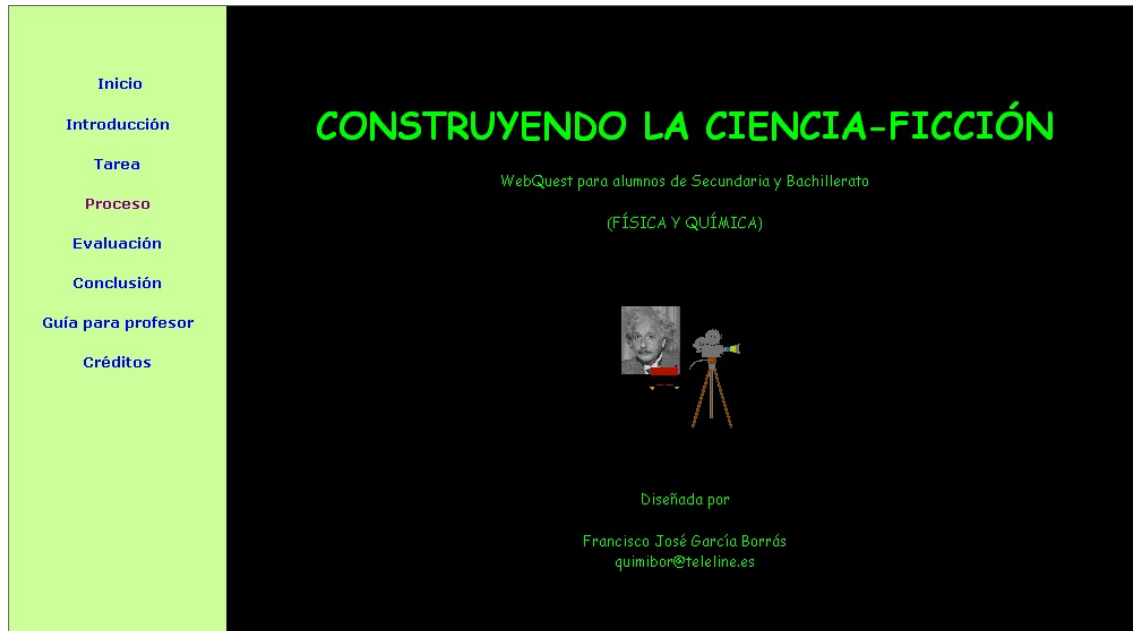 Inicio
Introducción
Tarea
Proceso
Evaluación
Conclusión
Guía para profesor
Créditos
CONSTRUYENDO LA CIENCIA-FICCIÓN
WebQuest para alumnos de Secundaria y Bachillerato
(FÍSICA Y QUÍMICA)
Diseñada por
Francisco José García Borrás
quimibor@teleline.es